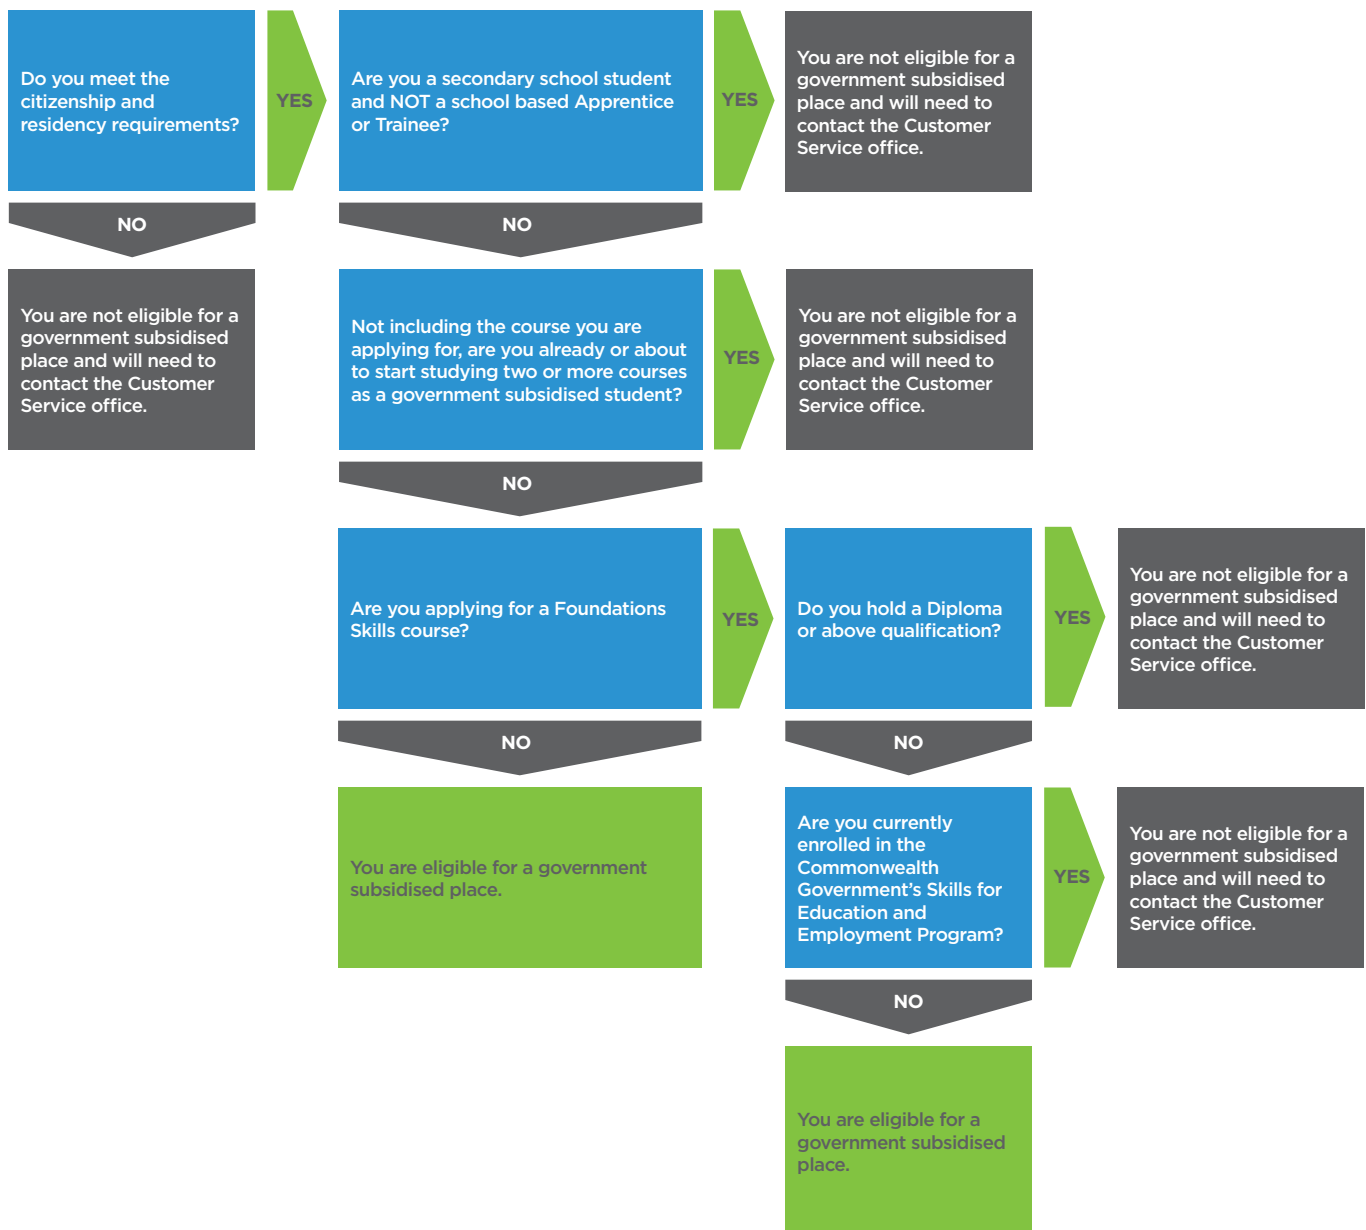 Do you meet the
citizenship and
residency requirements?
YES
Are you a secondary school student
and NOT a school based Apprentice
or Trainee?
YES
You are not eligible for a
government subsidised
place and will need to
contact the Customer
Service office.
NO
NO
You are not eligible for a
government subsidised
place and will need to
contact the Customer
Service office.
Not including the course you are
applying for, are you already or about
to start studying two or more courses
as a government subsidised student?
YES
You are not eligible for a
government subsidised
place and will need to
contact the Customer
Service office.
NO
Are you applying for a Foundations
Skills course?
YES
Do you hold a Diploma
or above qualification?
YES
You are not eligible for a
government subsidised
place and will need to
contact the Customer
Service office.
NO
NO
You are eligible for a government
subsidised place.
Are you currently
enrolled in the
Commonwealth
Government's Skills for
Education and
Employment Program?
YES
You are not eligible for a
government subsidised
place and will need to
contact the Customer
Service office.
NO
You are eligible for a
government subsidised
place.